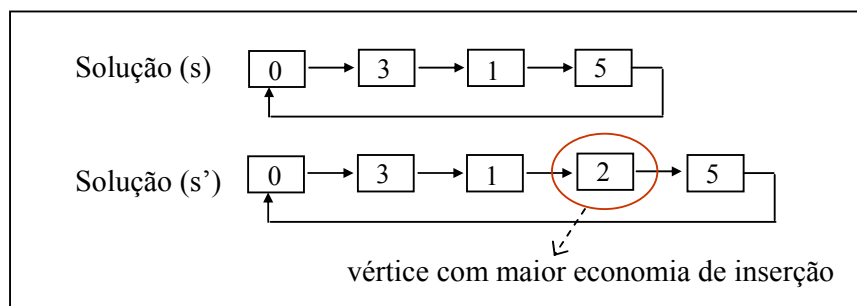 Solução (s) 0 3 1 5
Solução (s’) 0 3 1 2 5
vértice com maior economia de inserção